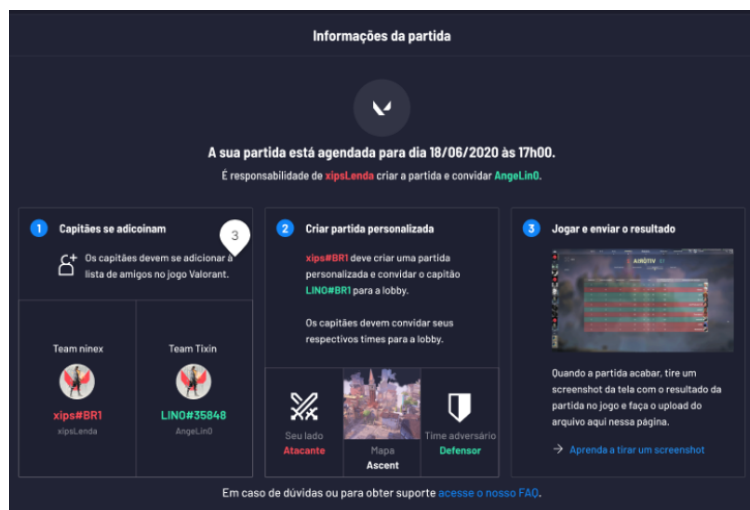 Informações da partida
A sua partida está agendada para dia 18/06/2020 às 17h00.
É responsabilidade de xipsLenda criar a partida e convidar AngeLin0.
1 Capitães se adicoinam
3
Os capitães devem se adicionar à
lista de amigos no jogo Valorant.
Team ninex
xips#BR1
xipsLenda
Team Tixin
LINO#35848
AngeLin0
2 Criar partida personalizada
xips#BR1 deve criar uma partida
personalizada e convidar o capitão
LINO#BR1 para a lobby.
Os capitães devem convidar seus
respectivos times para a lobby.
Seu lado
Atacante
Mapa
Ascent
Time adversário
Defensor
3 Jogar e enviar o resultado
Quando a partida acabar, tire um
screenshot da tela com o resultado da
partida no jogo e faça o upload do
arquivo aqui nessa página.
→ Aprenda a tirar um screenshot
Em caso de dúvidas ou para obter suporte acesse o nosso FAQ.